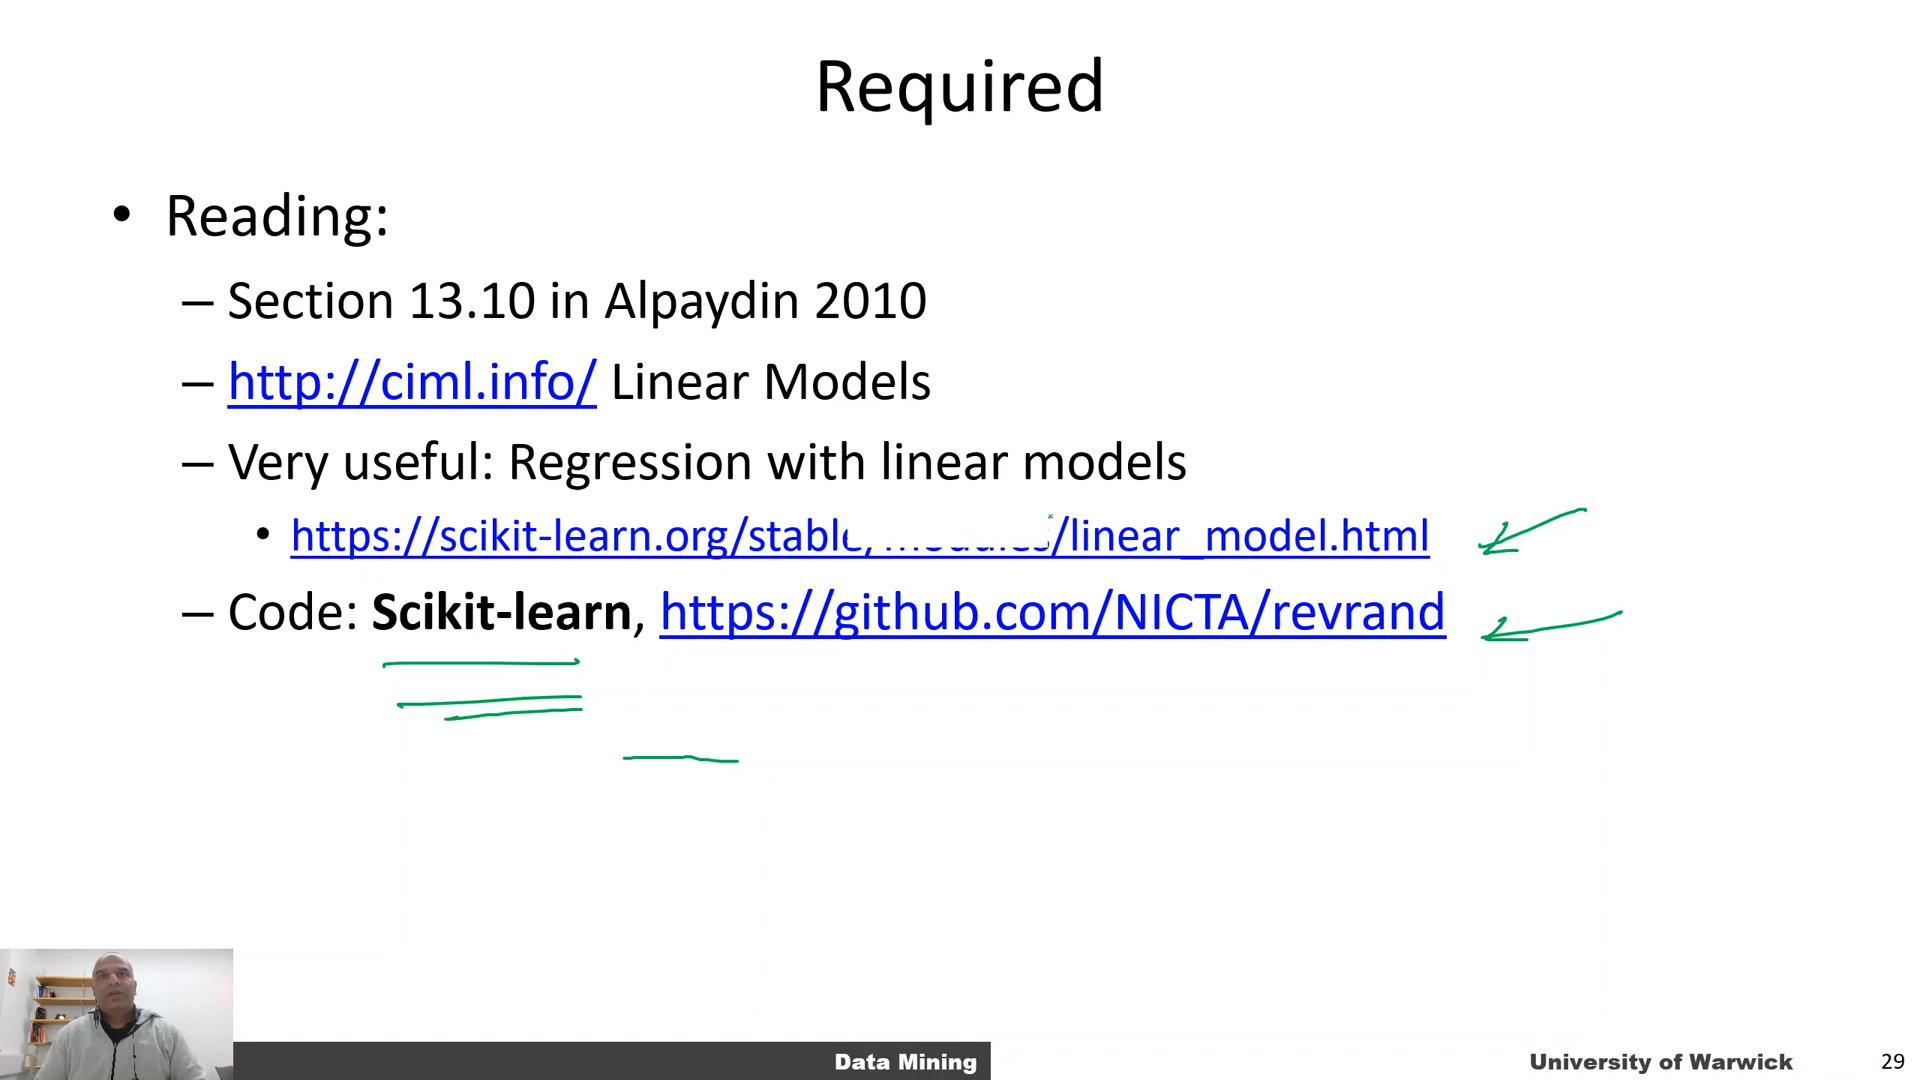 Required
• Reading:
– Section 13.10 in Alpaydin 2010
– http://ciml.info/ Linear Models
– Very useful: Regression with linear models
• https://scikit-learn.org/stable/modules/linear_model.html
– Code: Scikit-learn, https://github.com/NICTA/revrand
Data Mining
University of Warwick
29